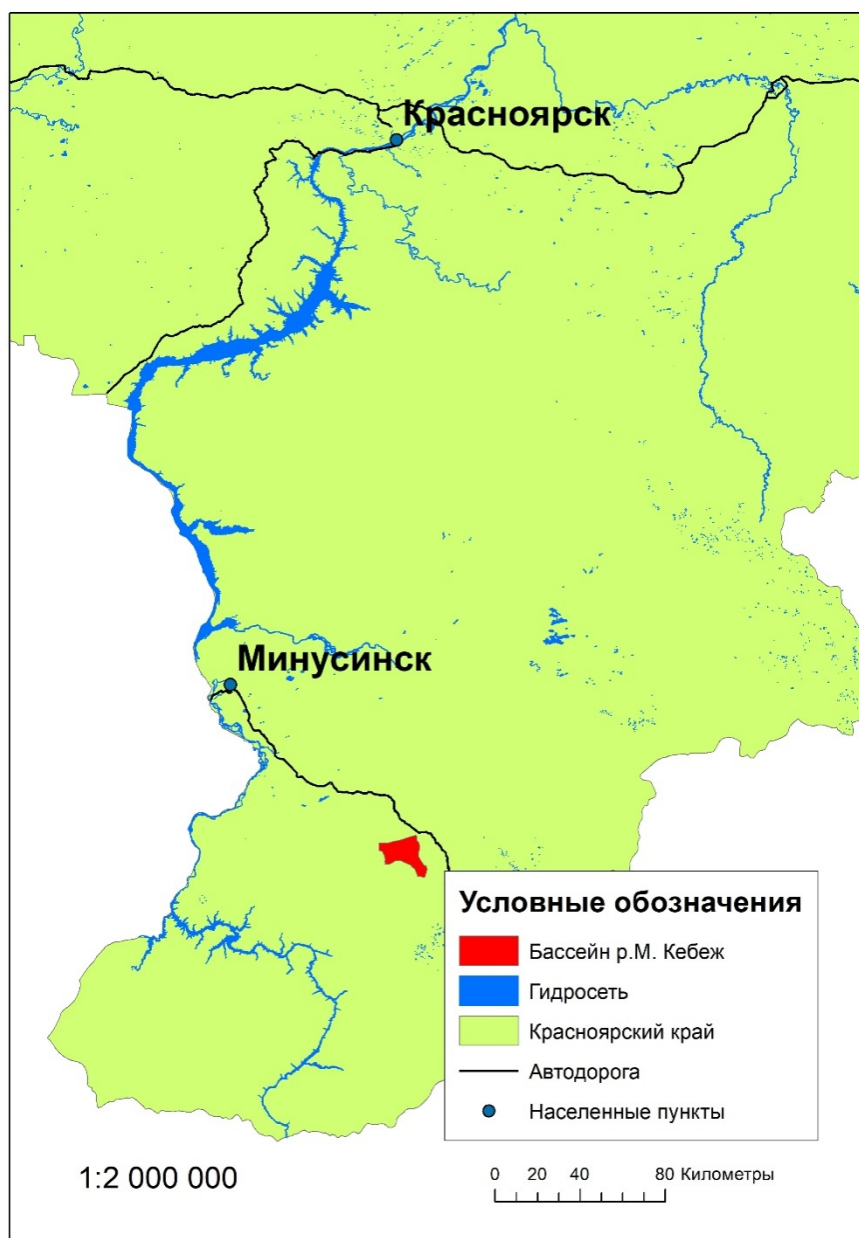 Красноярск
Минусинск
Условные обозначения
Бассейн р.М. Кебеж
Гидросеть
Красноярский край
Автодорога
Населенные пункты
1:2 000 000
0 20 40 80 Километры